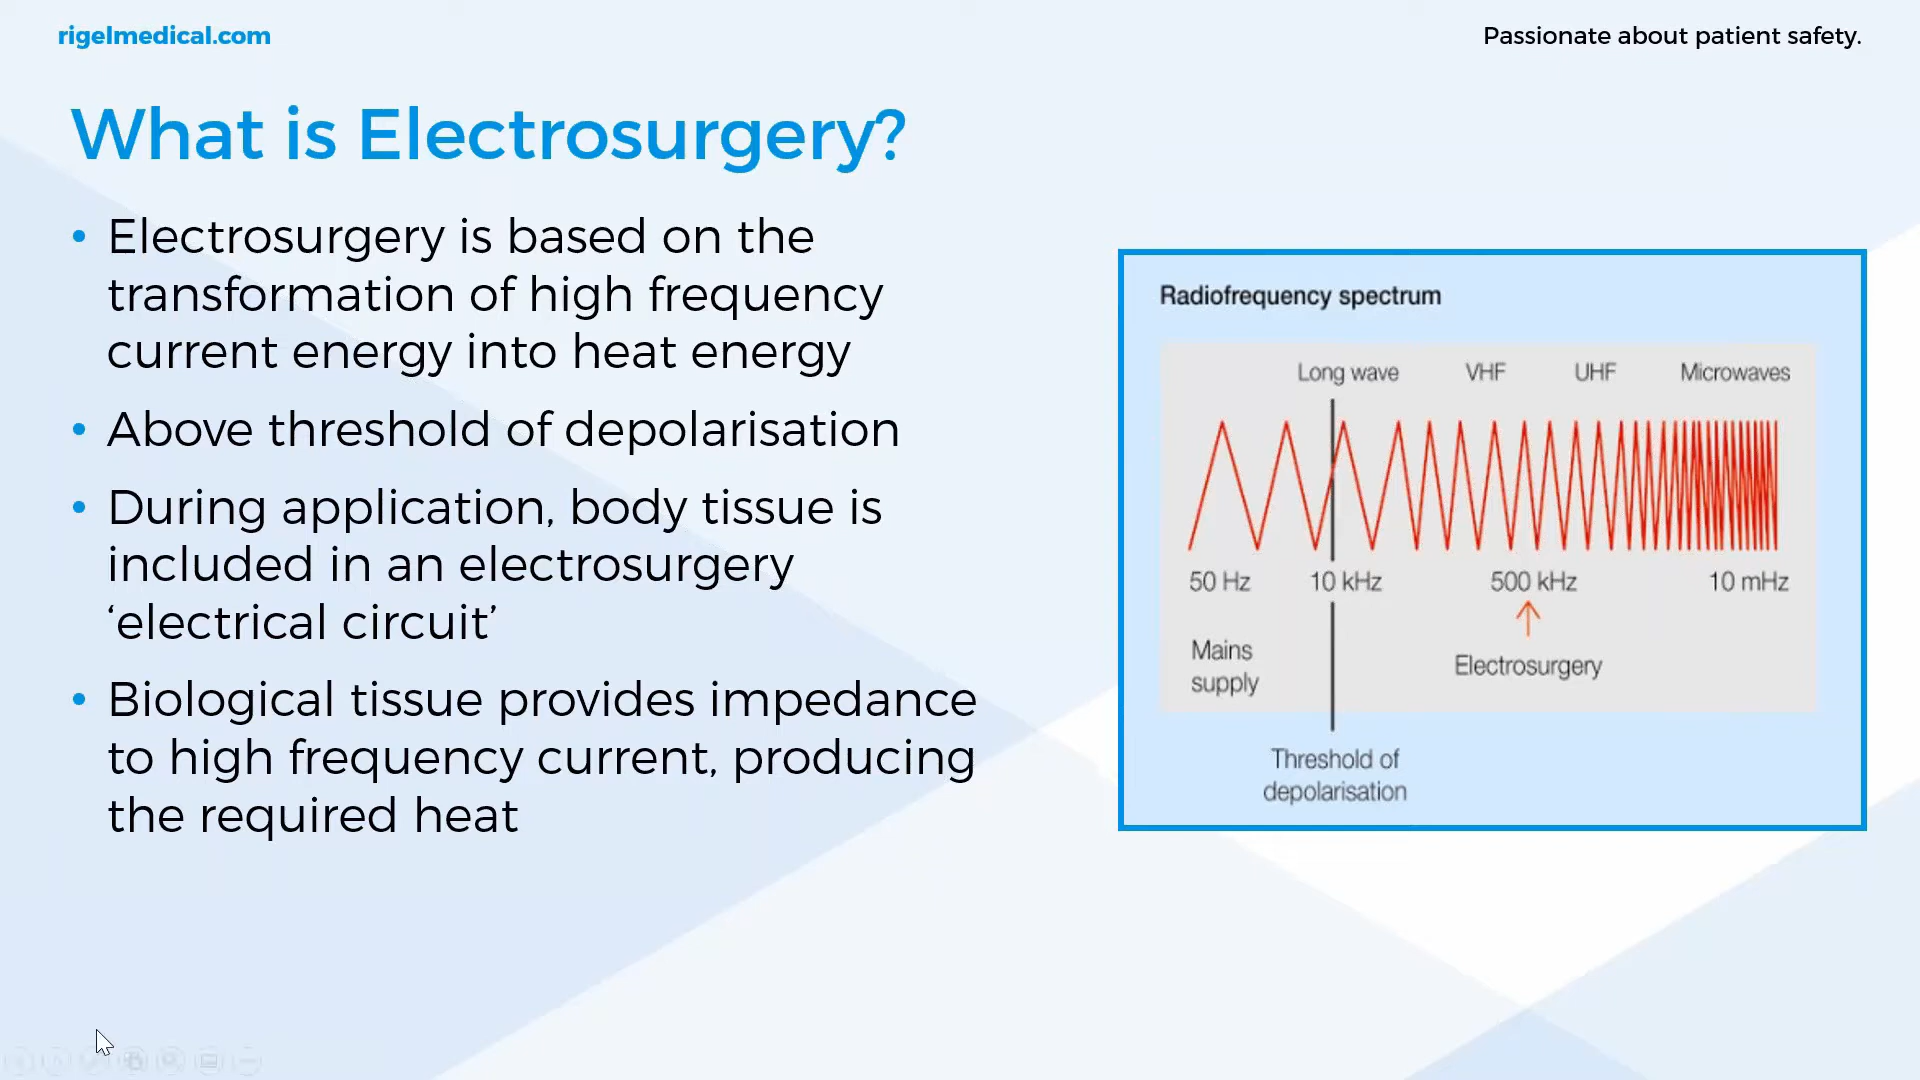 rigelmedical.com
Passionate about patient safety.
What is Electrosurgery?
• Electrosurgery is based on the
transformation of high frequency
current energy into heat energy
• Above threshold of depolarisation
• During application, body tissue is
included in an electrosurgery
‘electrical circuit’
• Biological tissue provides impedance
to high frequency current, producing
the required heat
Radiofrequency spectrum
Long wave VHF UHF Microwaves
50 Hz 10 kHz 500 kHz 10 mHz
Mains
supply
Electrosurgery
Threshold of
depolarisation